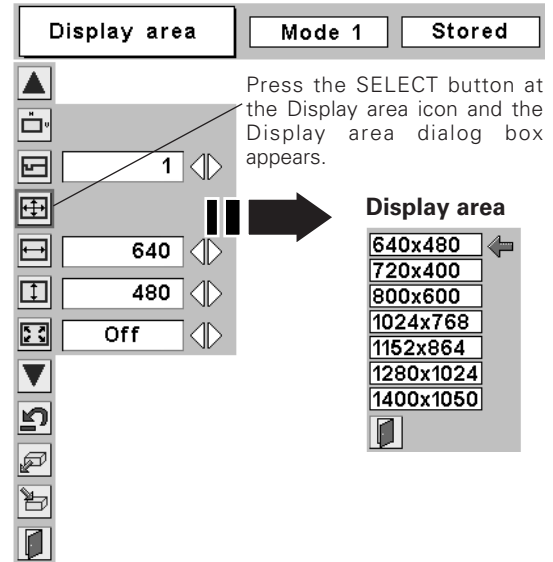 Display area
Mode 1
Stored
Press the SELECT button at
the Display area icon and the
Display area dialog box
appears.
H
V
1
640
480
Off
Display area
640x480
720x400
800x600
1024x768
1152x864
1280x1024
1400x1050